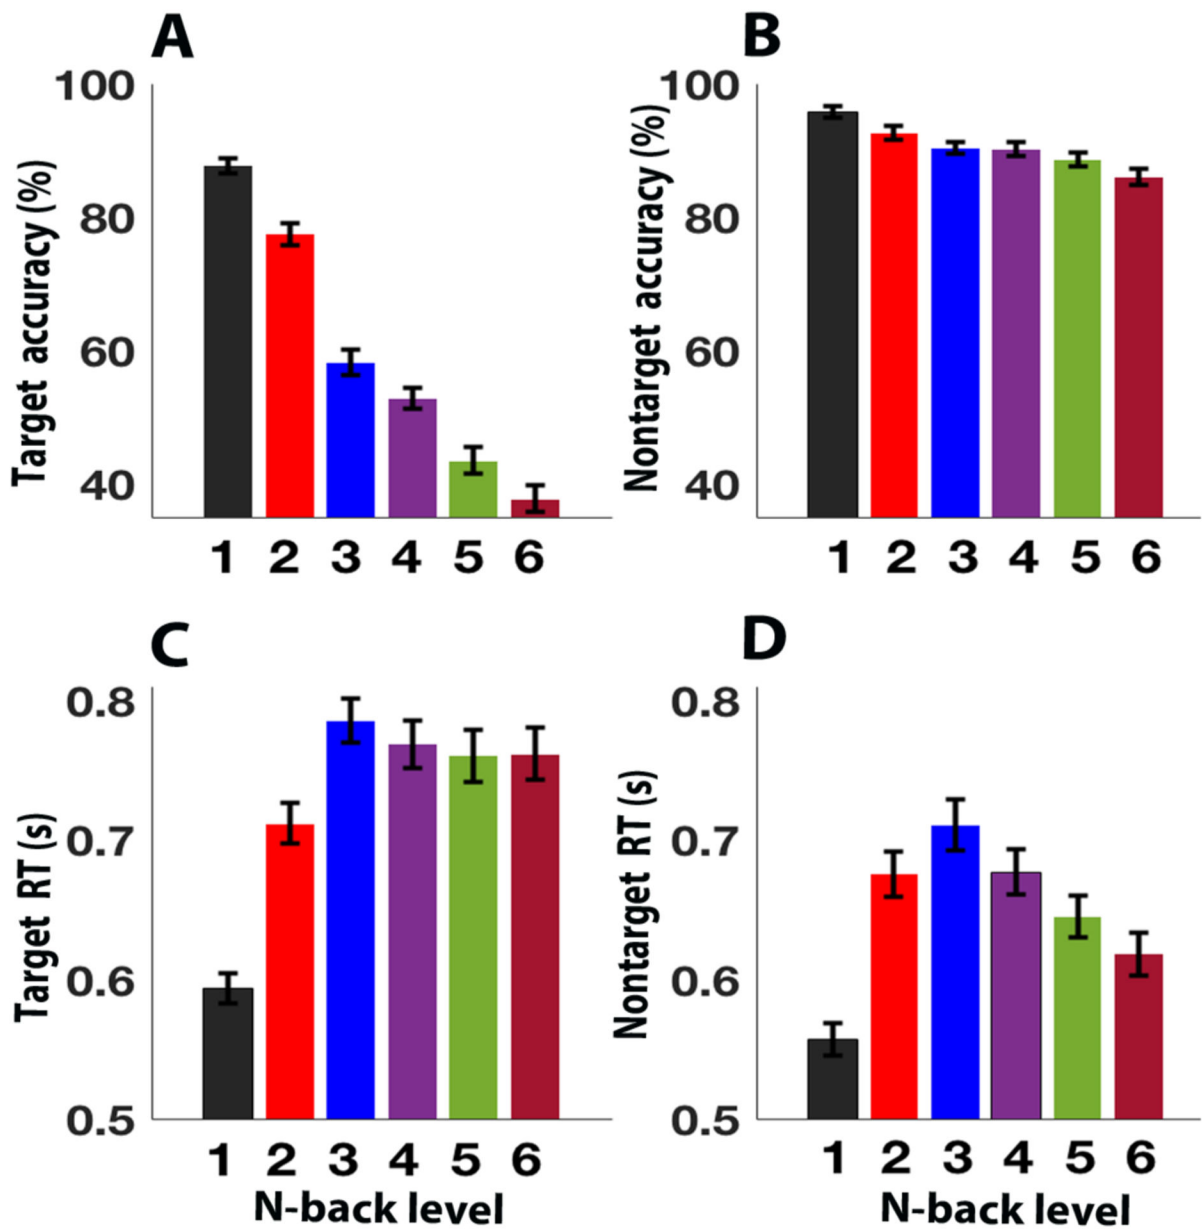 A
Target accuracy (%)
100
80
60
40
1 2 3 4 5 6
B
Nontarget accuracy (%)
100
80
60
40
1 2 3 4 5 6
C
Target RT (s)
0.8
0.7
0.6
0.5
1 2 3 4 5 6
N-back level
D
Nontarget RT (s)
0.8
0.7
0.6
0.5
1 2 3 4 5 6
N-back level